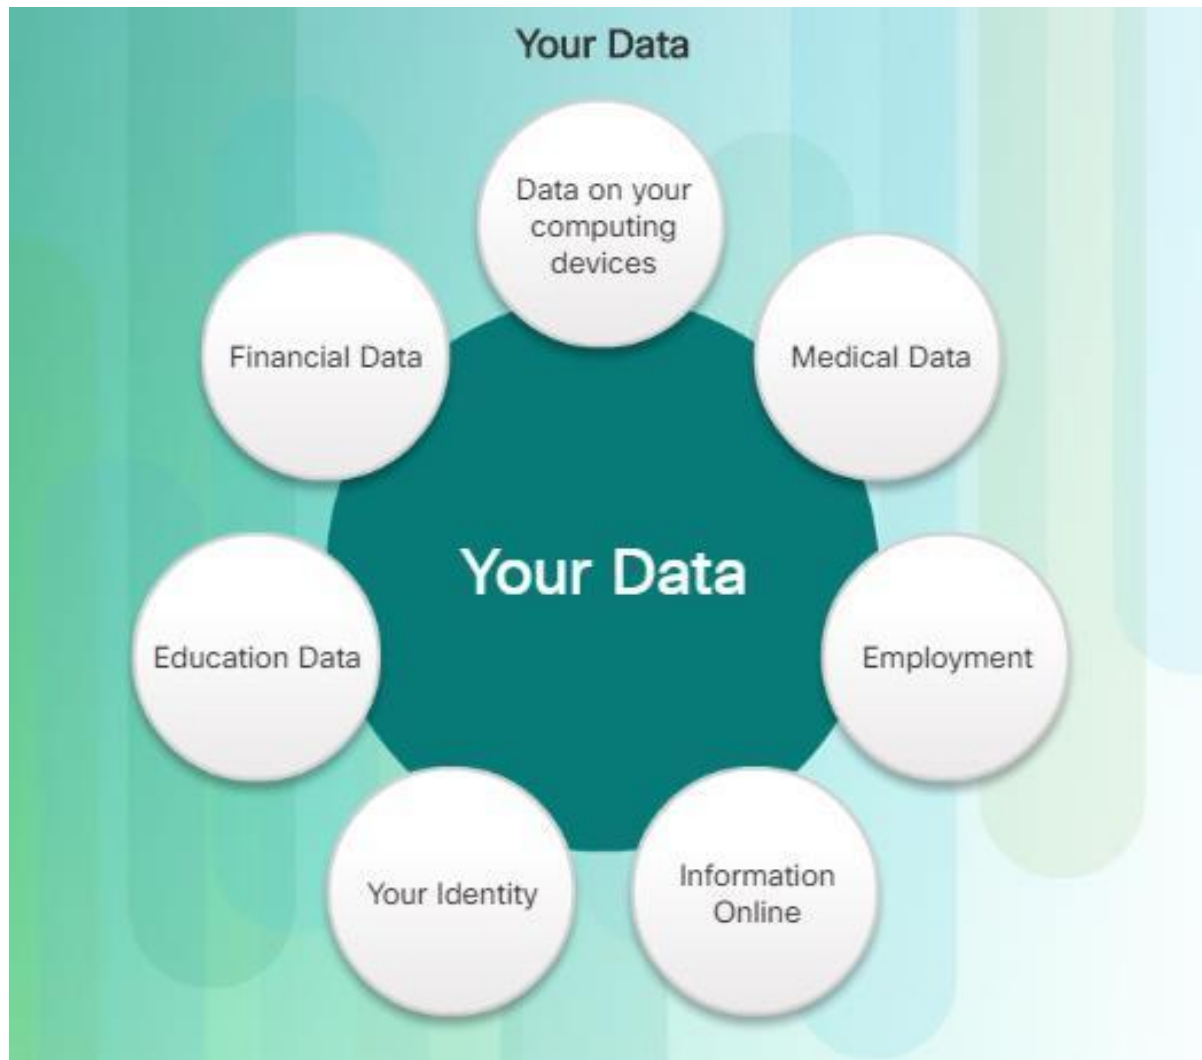 Your Data
Data on your
computing
devices
Financial Data
Medical Data
Your Data
Education Data
Employment
Your Identity
Information
Online